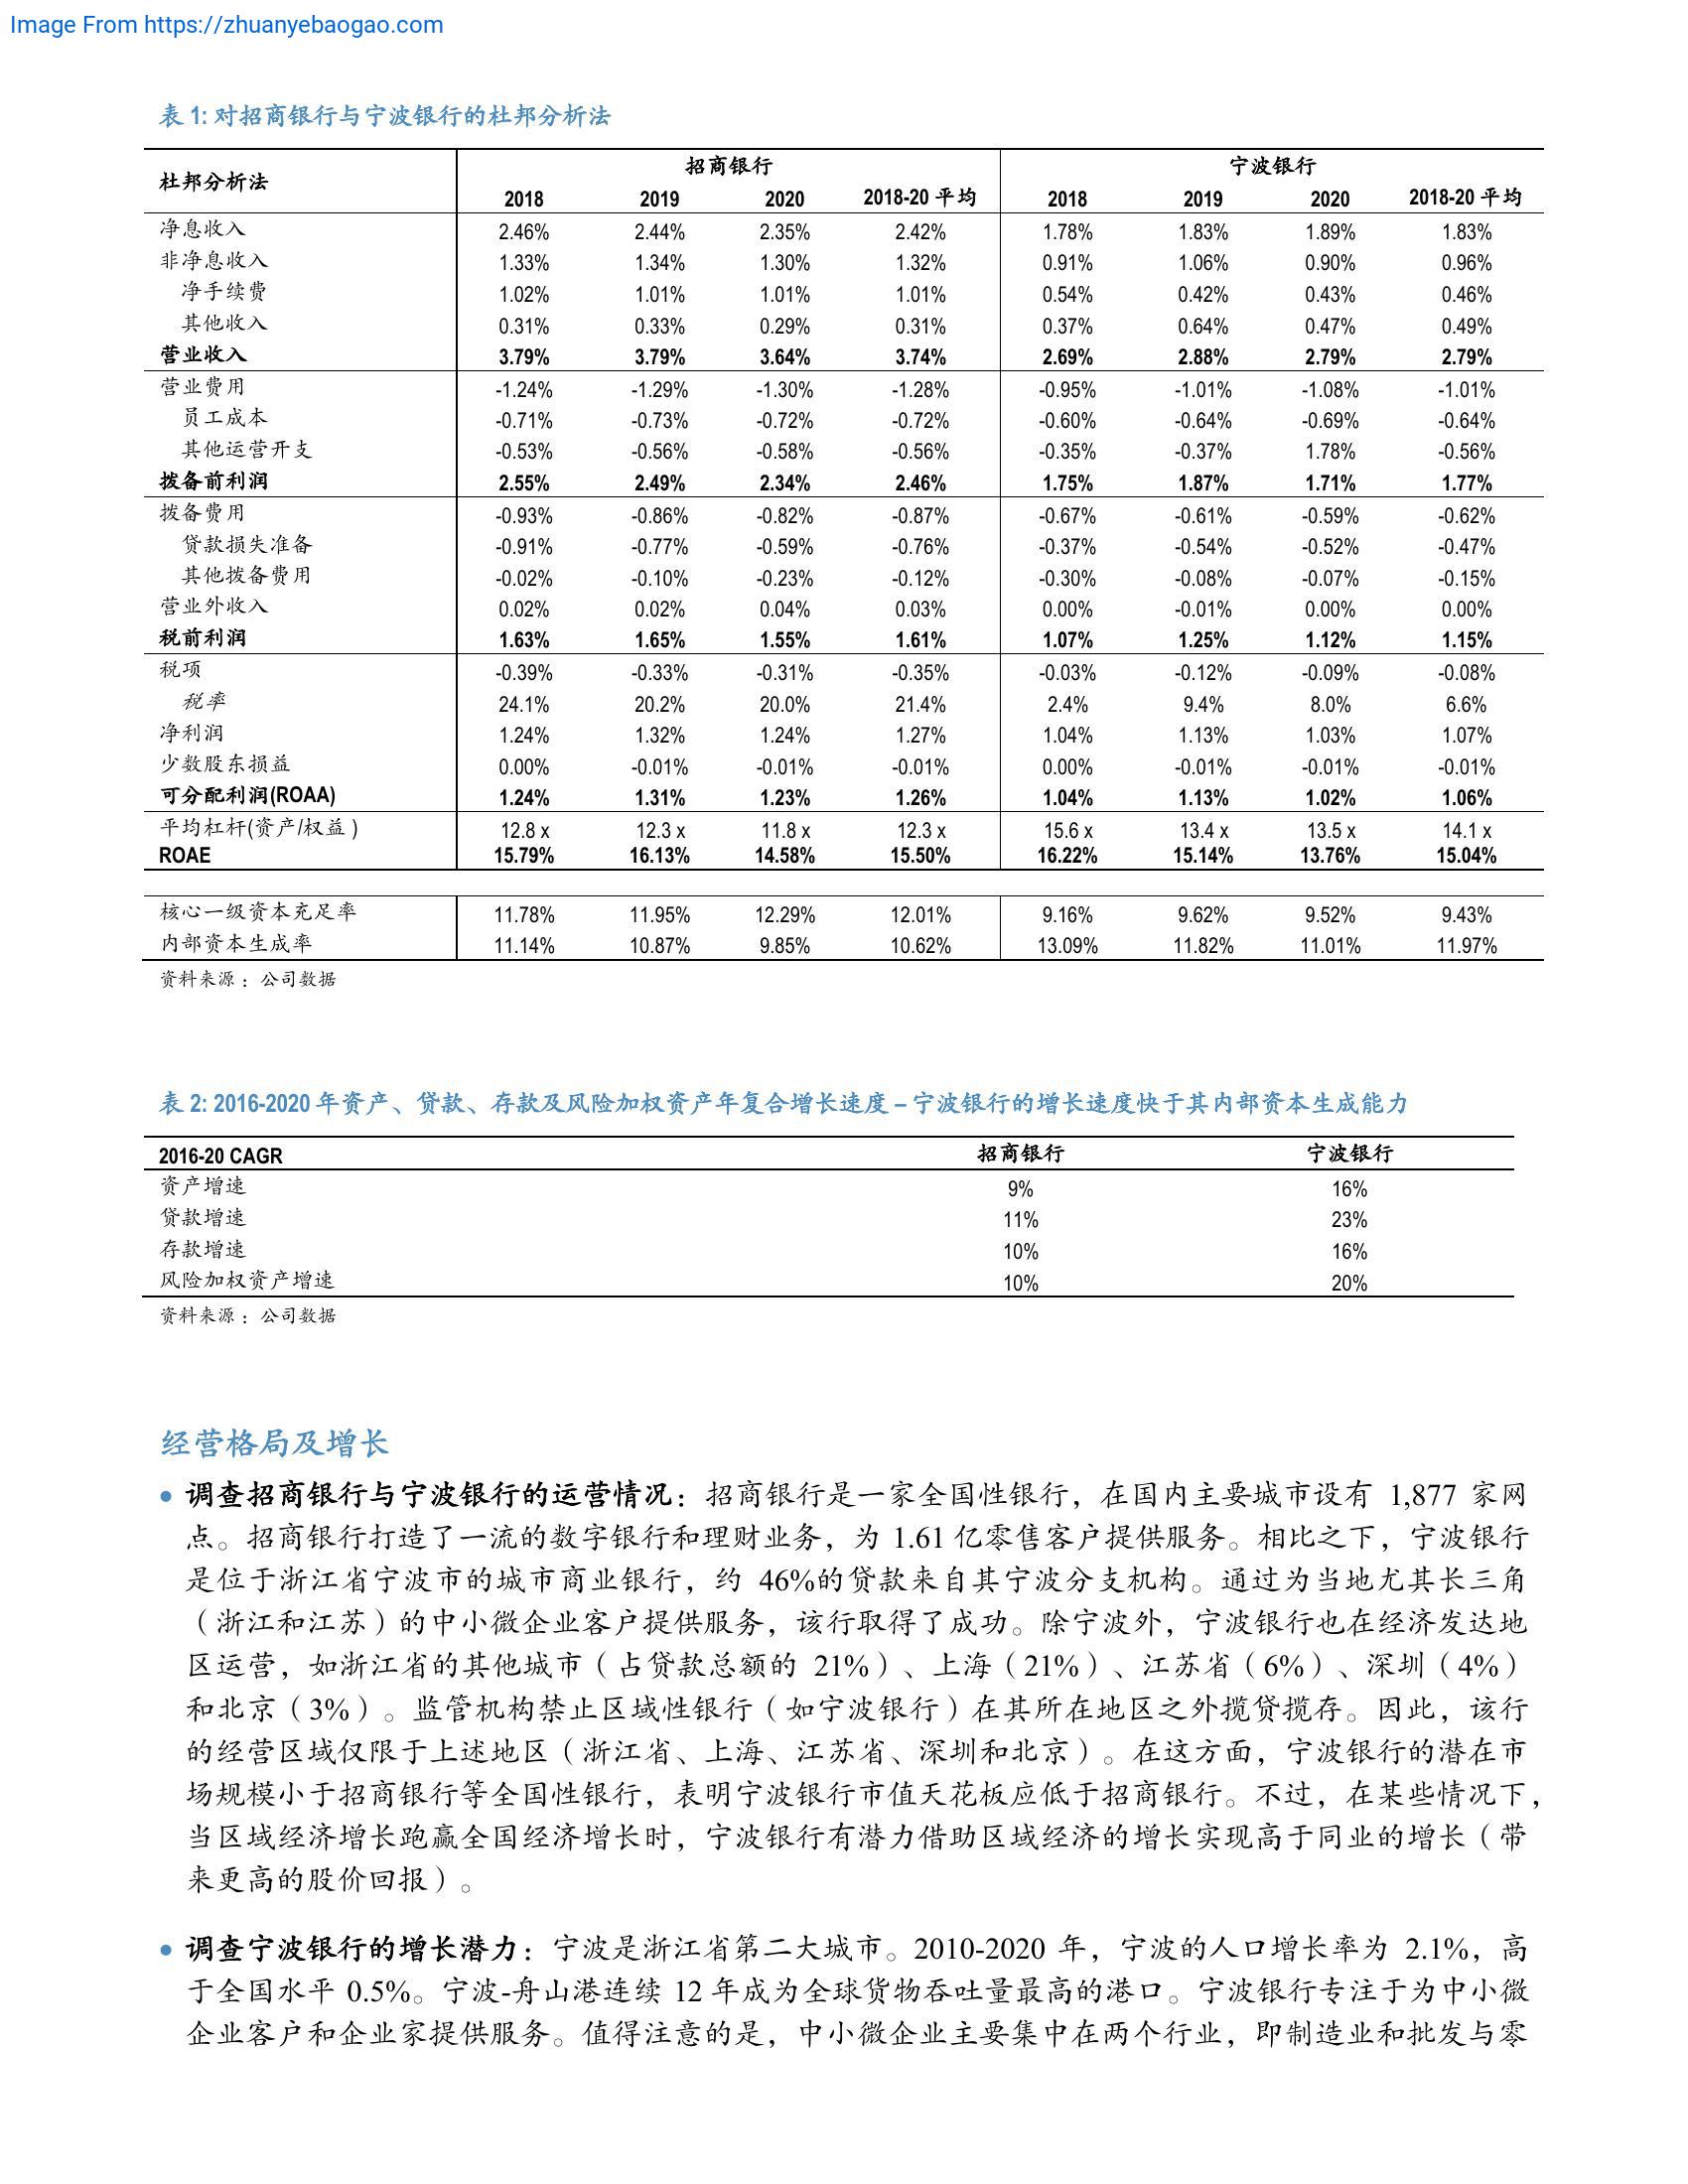 Image From https://zhuanyebaogao.com
表 1: 对招商银行与宁波银行的杜邦分析法
杜邦分析法 招商银行 宁波银行
2018 2019 2020 2018-20 平均 2018 2019 2020 2018-20 平均
净息收入 2.46% 2.44% 2.35% 2.42% 1.78% 1.83% 1.89% 1.83%
非净息收入 1.33% 1.34% 1.30% 1.32% 0.91% 1.06% 0.90% 0.96%
净手续费 1.02% 1.01% 1.01% 1.01% 0.54% 0.42% 0.43% 0.46%
其他收入 0.31% 0.33% 0.29% 0.31% 0.37% 0.64% 0.47% 0.49%
营业收入 3.79% 3.79% 3.64% 3.74% 2.69% 2.88% 2.79% 2.79%
营业费用 -1.24% -1.29% -1.30% -1.28% -0.95% -1.01% -1.08% -1.01%
员工成本 -0.71% -0.73% -0.72% -0.72% -0.60% -0.64% -0.69% -0.64%
其他运营开支 -0.53% -0.56% -0.58% -0.56% -0.35% -0.37% 1.78% -0.56%
拨备前利润 2.55% 2.49% 2.34% 2.46% 1.75% 1.87% 1.71% 1.77%
拨备费用 -0.93% -0.86% -0.82% -0.87% -0.67% -0.61% -0.59% -0.62%
贷款损失准备 -0.91% -0.77% -0.59% -0.76% -0.37% -0.54% -0.52% -0.47%
其他拨备费用 -0.02% -0.10% -0.23% -0.12% -0.30% -0.08% -0.07% -0.15%
营业外收入 0.02% 0.02% 0.04% 0.03% 0.00% -0.01% 0.00% 0.00%
税前利润 1.63% 1.65% 1.55% 1.61% 1.07% 1.25% 1.12% 1.15%
税项 -0.39% -0.33% -0.31% -0.35% -0.03% -0.12% -0.09% -0.08%
税率 24.1% 20.2% 20.0% 21.4% 2.4% 9.4% 8.0% 6.6%
净利润 1.24% 1.32% 1.24% 1.27% 1.04% 1.13% 1.03% 1.07%
少数股东损益 0.00% -0.01% -0.01% -0.01% 0.00% -0.01% -0.01% -0.01%
可分配利润(ROAA) 1.24% 1.31% 1.23% 1.26% 1.04% 1.13% 1.02% 1.06%
平均杠杆(资产/权益 ) 12.8 x 12.3 x 11.8 x 12.3 x 15.6 x 13.4 x 13.5 x 14.1 x
ROAE 15.79% 16.13% 14.58% 15.50% 16.22% 15.14% 13.76% 15.04%
核心一级资本充足率 11.78% 11.95% 12.29% 12.01% 9.16% 9.62% 9.52% 9.43%
内部资本生成率 11.14% 10.87% 9.85% 10.62% 13.09% 11.82% 11.01% 11.97%
资料来源：公司数据
表 2: 2016-2020 年资产、贷款、存款及风险加权资产年复合增长速度 – 宁波银行的增长速度快于其内部资本生成能力
2016-20 CAGR 招商银行 宁波银行
资产增速 9% 16%
贷款增速 11% 23%
存款增速 10% 16%
风险加权资产增速 10% 20%
资料来源：公司数据
经营格局及增长
● 调查招商银行与宁波银行的运营情况：招商银行是一家全国性银行，在国内主要城市设有 1,877 家网
点。招商银行打造了一流的数字银行和理财业务，为 1.61 亿零售客户提供服务。相比之下，宁波银行
是位于浙江省宁波市的城市商业银行，约 46%的贷款来自其宁波分支机构。通过为当地尤其长三角
（浙江和江苏）的中小微企业客户提供服务，该行取得了成功。除宁波外，宁波银行也在经济发达地
区运营，如浙江省的其他城市（占贷款总额的 21%）、上海（21%）、江苏省（6%）、深圳（4%）
和北京（3%）。监管机构禁止区域性银行（如宁波银行）在其所在地区之外揽贷揽存。因此，该行
的经营区域仅限于上述地区（浙江省、上海、江苏省、深圳和北京）。在这方面，宁波银行的潜在市
场规模小于招商银行等全国性银行，表明宁波银行市值天花板应低于招商银行。不过，在某些情况下，
当区域经济增长跑赢全国经济增长时，宁波银行有潜力借助区域经济的增长实现高于同业的增长（带
来更高的股价回报）。
● 调查宁波银行的增长潜力：宁波是浙江省第二大城市。2010-2020 年，宁波的人口增长率为 2.1%，高
于全国水平 0.5%。宁波-舟山港连续 12 年成为全球货物吞吐量最高的港口。宁波银行专注于为中小微
企业客户和企业家提供服务。值得注意的是，中小微企业主要集中在两个行业，即制造业和批发与零